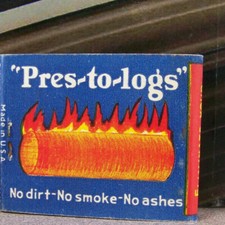 "Pres-to-logs"
Made in U.S.A
No dirt-No smoke-No ashes